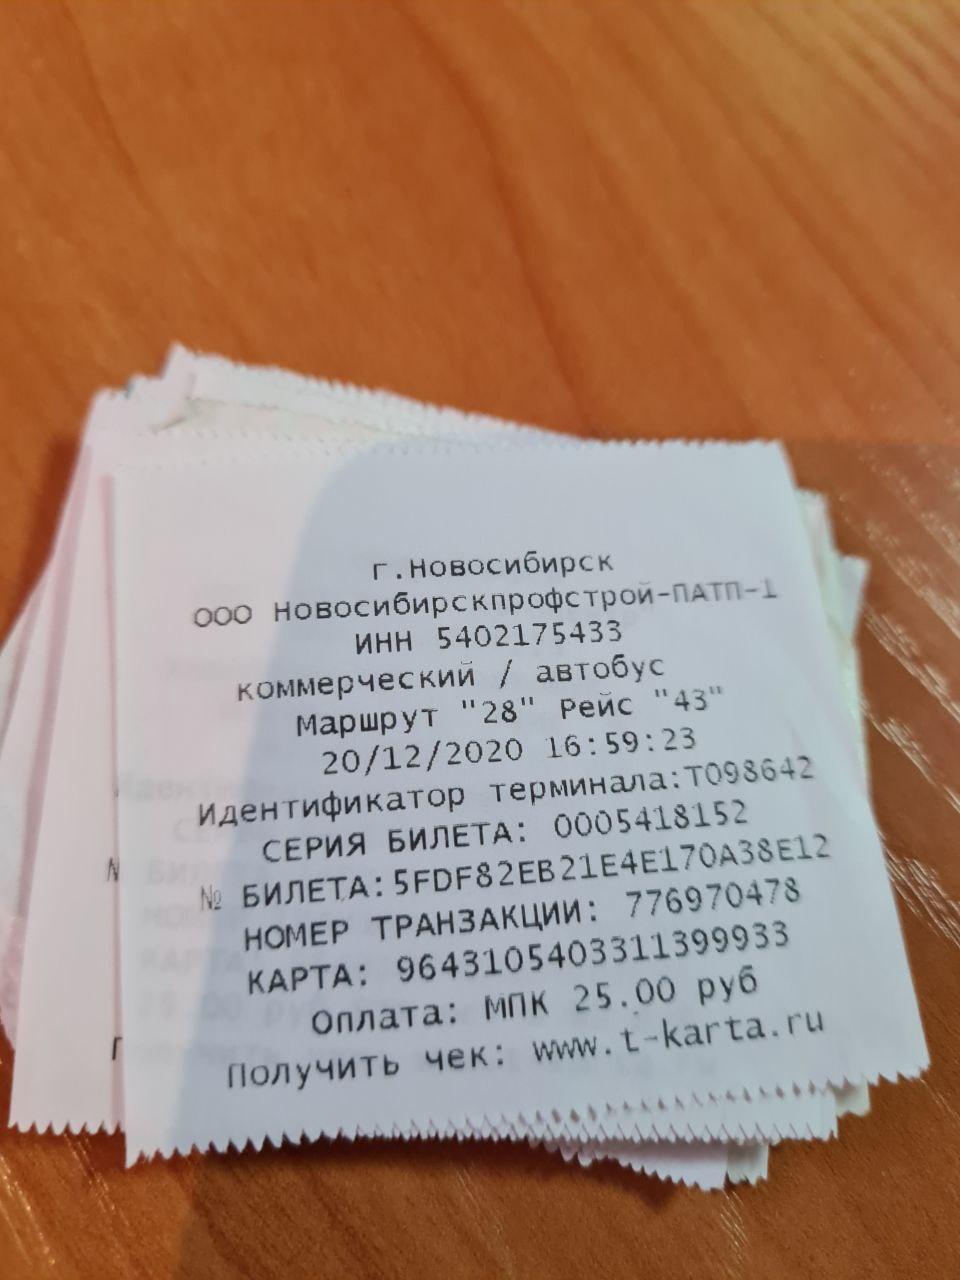 г.Новосибирск
ООО Новосибирскпрофстрой-ПАТП-1
ИНН 5402175433
коммерческий / автобус
Маршрут "28" Рейс "43"
20/12/2020 16:59:23
Идентификатор терминала:T098642
СЕРИЯ БИЛЕТА: 0005418152
№ БИЛЕТА:5FDF82EB21E4E170A38E12
НОМЕР ТРАНЗАКЦИИ: 776970478
КАРТА: 9643105403311399933
Оплата: МПК 25.00 руб
Получить чек: www.t-karta.ru